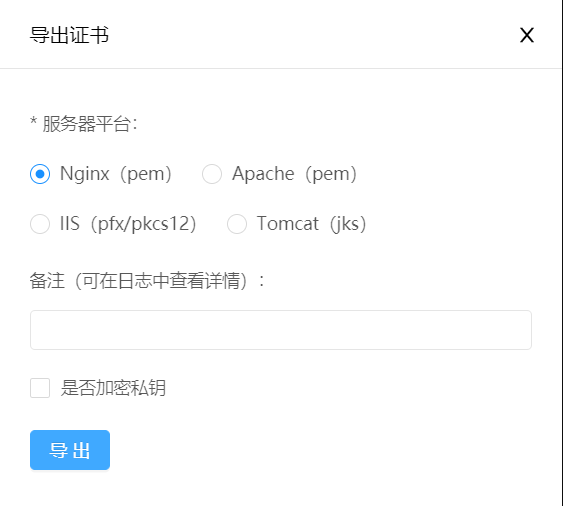 导出证书
* 服务器平台：
Nginx（pem） Apache（pem）
IIS（pfx/pkcs12） Tomcat（jks）
备注（可在日志中查看详情）：
是否加密私钥
导 出